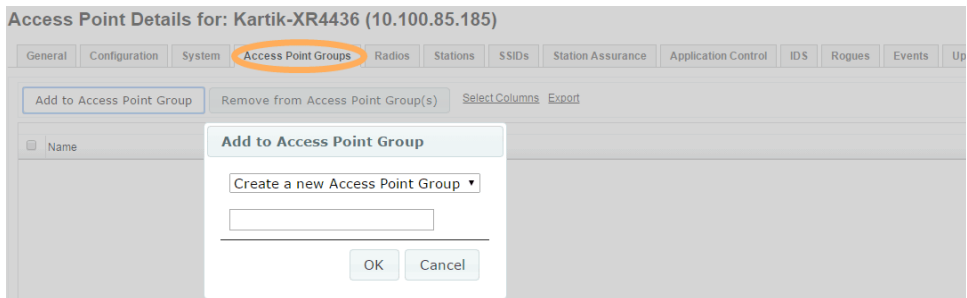 Access Point Details for: Kartik-XR4436 (10.100.85.185)
General Configuration System Access Point Groups Radios Stations SSIDs Station Assurance Application Control IDS Rogues Events Up
Add to Access Point Group Remove from Access Point Group(s) Select Columns Export
Name
Add to Access Point Group
Create a new Access Point Group
OK Cancel